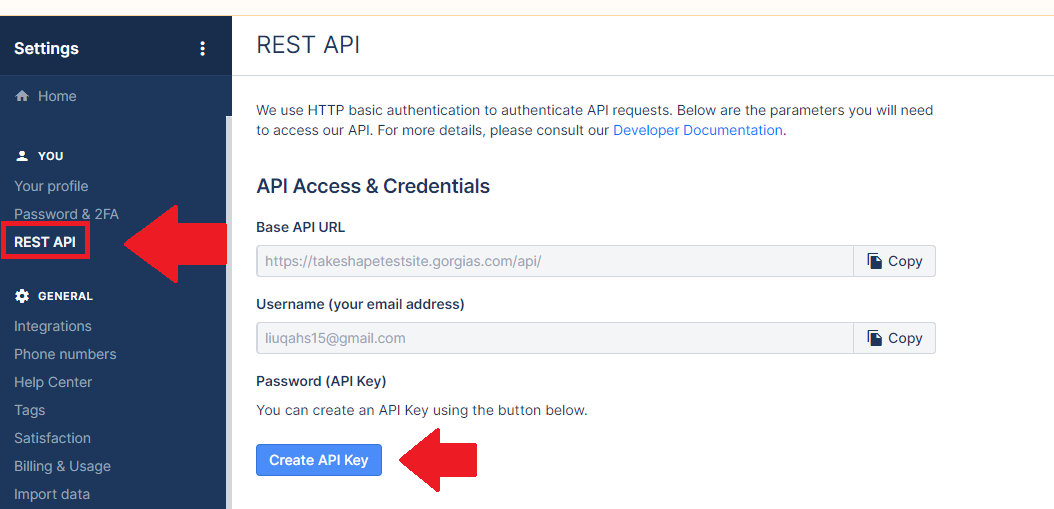 Settings
Home
YOU
Your profile
Password & 2FA
REST API
GENERAL
Integrations
Phone numbers
Help Center
Tags
Satisfaction
Billing & Usage
Import data
REST API
We use HTTP basic authentication to authenticate API requests. Below are the parameters you will need
to access our API. For more details, please consult our Developer Documentation.
API Access & Credentials
Base API URL
https://takeshapetestsite.gorgias.com/api/ Copy
Username (your email address)
liuqahs15@gmail.com Copy
Password (API Key)
You can create an API Key using the button below.
Create API Key